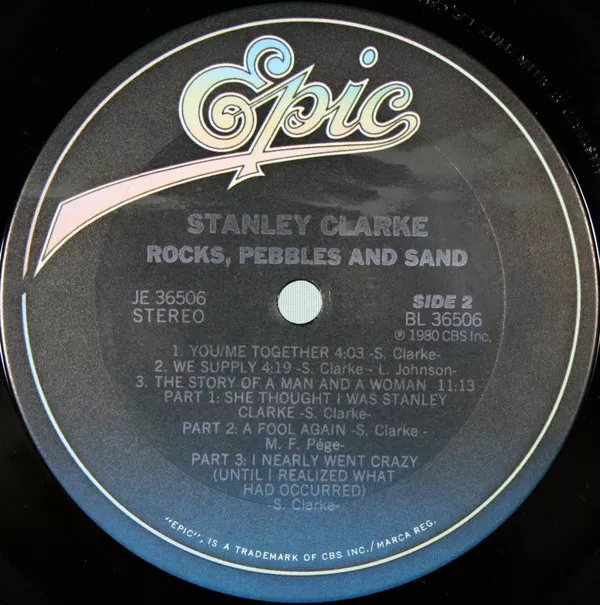 Epic
STANLEY CLARKE
ROCKS, PEBBLES AND SAND
JE 36506
STEREO
SIDE 2
BL 36506
℗ 1980 CBS Inc.
1. YOU/ME TOGETHER 4:03 -S. Clarke-
2. WE SUPPLY 4:19 -S. Clarke - L. Johnson-
3. THE STORY OF A MAN AND A WOMAN 11:13
PART 1: SHE THOUGHT I WAS STANLEY
CLARKE -S. Clarke-
PART 2: A FOOL AGAIN -S. Clarke -
M. F. Pége-
PART 3: I NEARLY WENT CRAZY
(UNTIL I REALIZED WHAT
HAD OCCURRED)
-S. Clarke-
"EPIC", IS A TRADEMARK OF CBS INC./MARCA REG.